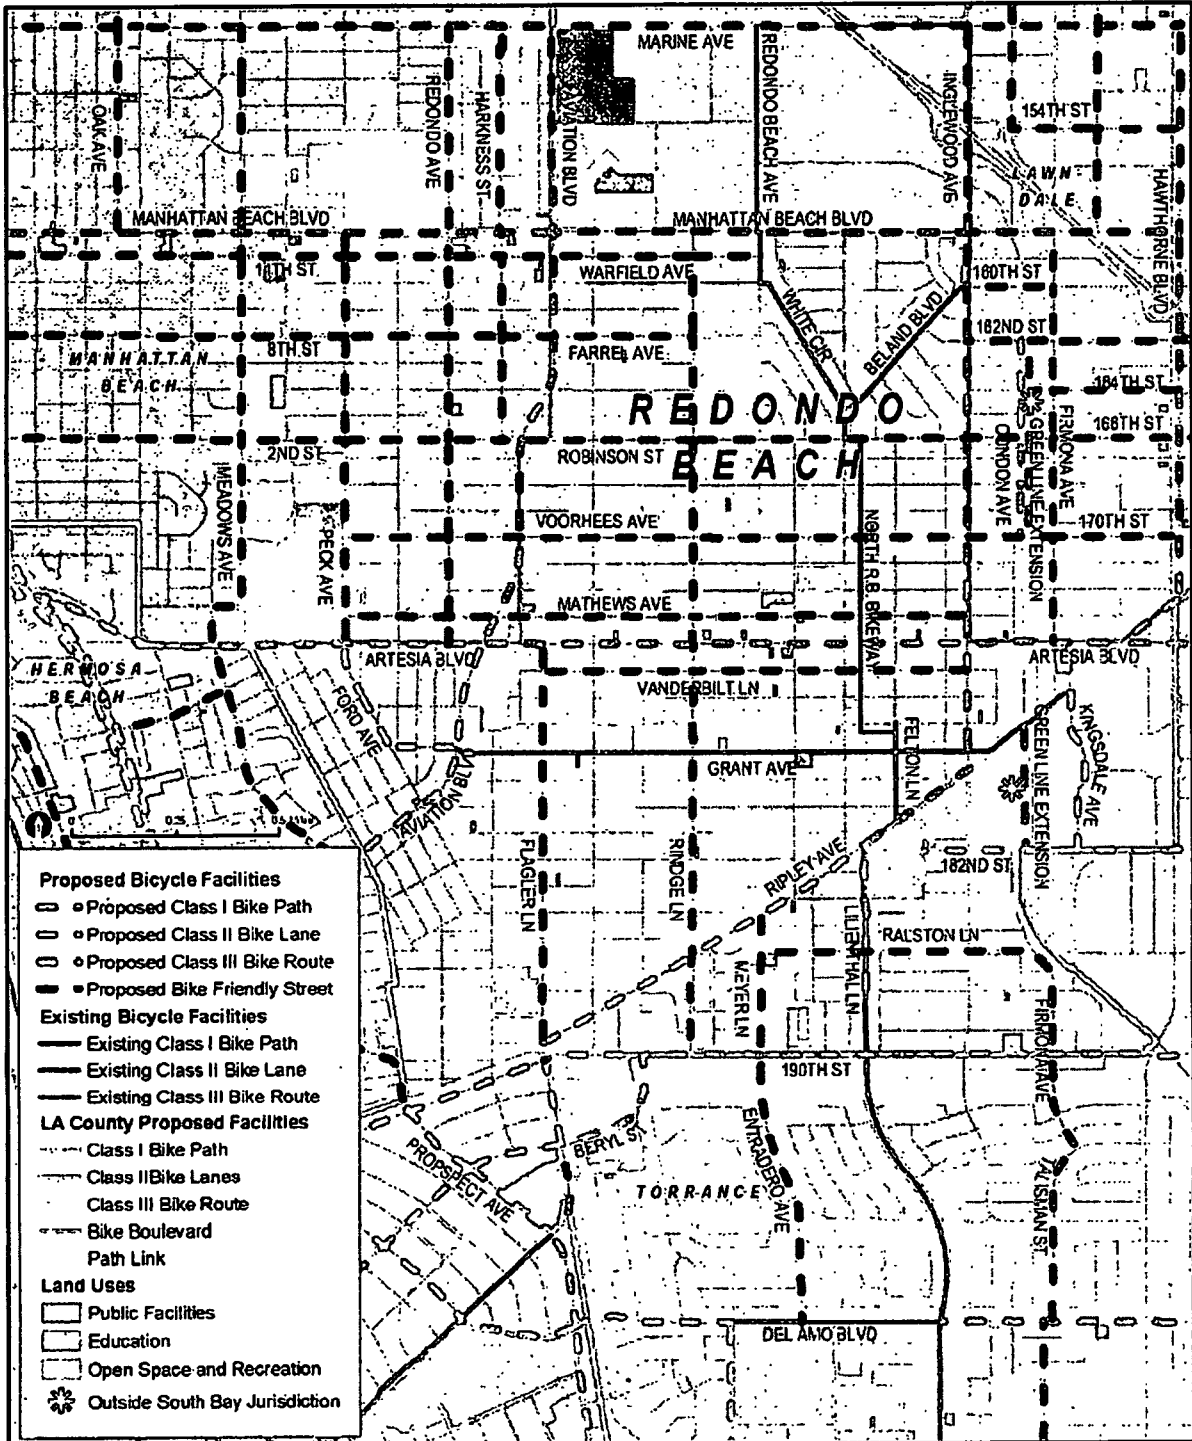 MARINE AVE
OAK AVE
REDONDO AVE
HARKNESS ST
AVIATION BLVD
REDONDO BEACH AVE
INGLEWOOD AVE
154TH ST
LAWN-
DALE
HAWTHORNE BLVD
MANHATTAN BEACH BLVD
MANHATTAN BEACH BLVD
11TH ST
WARFIELD AVE
160TH ST
WHITE CIR
BELAND BLVD
162ND ST
8TH ST
FARREL AVE
MANHATTAN
BEACH
164TH ST
REDONDO
BEACH
168TH ST
2ND ST
ROBINSON ST
CONDON AVE
GREEN LINE EXTENSION
FIRMONA AVE
MEADOWS AVE
PECK AVE
VOORHEES AVE
NORTH R.B. BIKEWAY
170TH ST
MATHEWS AVE
HERMOSA
BEACH
ARTESIA BLVD
ARTESIA BLVD
VANDERBILT LN
FORD AVE
FELTON LN
GREEN LINE EXTENSION
KINGSDALE AVE
GRANT AVE
AVIATION BL
0 0.5
FLAGLER LN
RINDGE LN
RIPLEY AVE
182ND ST
LILIENTHAL LN
RALSTON LN
MEYER LN
FIRMONA AVE
190TH ST
PROPSPECT AVE
BERYL S
ENTRADERO AVE
TORRANCE
TALISMAN ST
DEL AMO BLVD
Proposed Bicycle Facilities
Proposed Class I Bike Path
Proposed Class II Bike Lane
Proposed Class III Bike Route
Proposed Bike Friendly Street
Existing Bicycle Facilities
Existing Class I Bike Path
Existing Class II Bike Lane
Existing Class III Bike Route
LA County Proposed Facilities
Class I Bike Path
Class II Bike Lanes
Class III Bike Route
Bike Boulevard
Path Link
Land Uses
Public Facilities
Education
Open Space and Recreation
Outside South Bay Jurisdiction